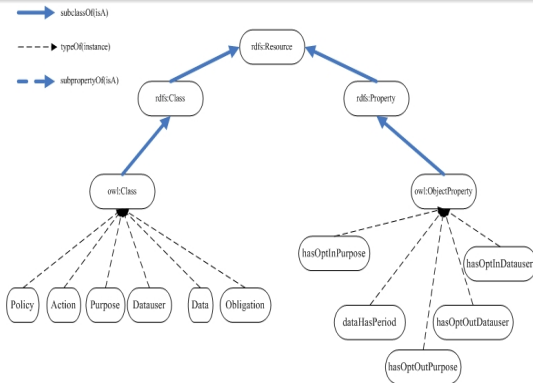 subclassOf(isA)
typeOf(instance)
subpropertyOf(isA)
rdfs:Resource
rdfs:Class
rdfs:Property
owl:Class
owl:ObjectProperty
hasOptInPurpose
hasOptInDatauser
Policy
Action
Purpose
Datauser
Data
Obligation
dataHasPeriod
hasOptOutDatauser
hasOptOutPurpose